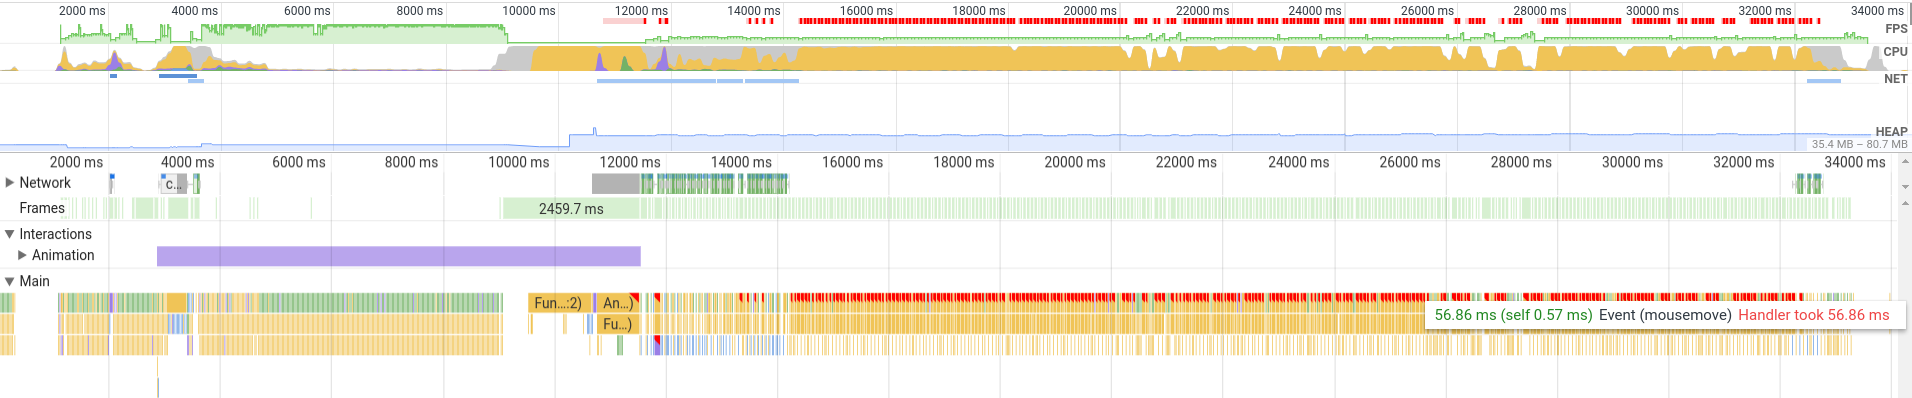 2000 ms 4000 ms 6000 ms 8000 ms 10000 ms 12000 ms 14000 ms 16000 ms 18000 ms 20000 ms 22000 ms 24000 ms 26000 ms 28000 ms 30000 ms 32000 ms 34000 ms
FPS
CPU
NET
HEAP
35.4 MB – 80.7 MB
2000 ms 4000 ms 6000 ms 8000 ms 10000 ms 12000 ms 14000 ms 16000 ms 18000 ms 20000 ms 22000 ms 24000 ms 26000 ms 28000 ms 30000 ms 32000 ms 34000 ms
Network c...
Frames 2459.7 ms
Interactions
Animation
Main
Fun...:2) An...)
56.86 ms (self 0.57 ms) Event (mousemove) Handler took 56.86 ms
Fu...)